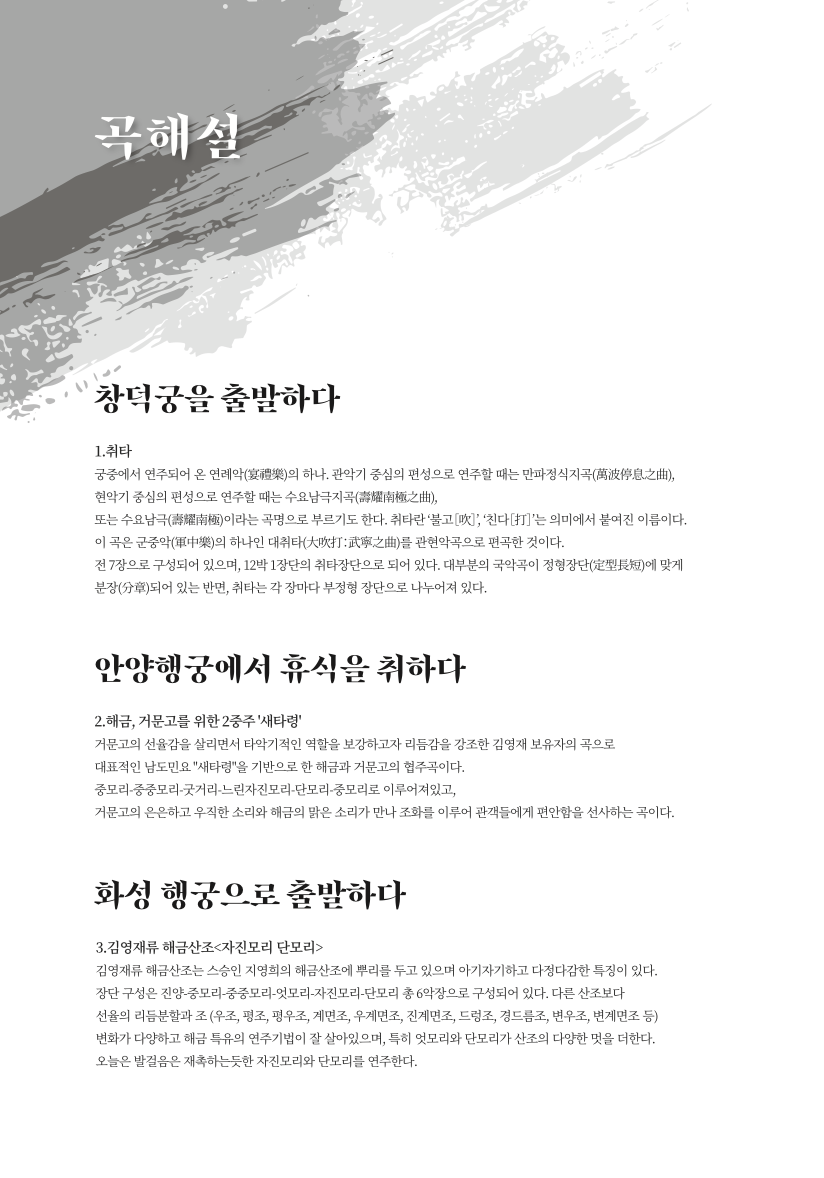 곡해설
창덕궁을 출발하다
1.취타
궁중에서 연주되어 온 연례악(宴禮樂)의 하나. 관악기 중심의 편성으로 연주할 때는 만파정식지곡(萬波停息之曲),
현악기 중심의 편성으로 연주할 때는 수요남극지곡(壽耀南極之曲),
또는 수요남극(壽耀南極)이라는 곡명으로 부르기도 한다. 취타란 ‘불고[吹]’, ‘친다[打]’는 의미에서 붙여진 이름이다.
이 곡은 군중악(軍中樂)의 하나인 대취타(大吹打:武寧之曲)를 관현악곡으로 편곡한 것이다.
전 7장으로 구성되어 있으며, 12박 1장단의 취타장단으로 되어 있다. 대부분의 국악곡이 정형장단(定型長短)에 맞게
분장(分章)되어 있는 반면, 취타는 각 장마다 부정형 장단으로 나누어져 있다.
안양행궁에서 휴식을 취하다
2.해금, 거문고를 위한 2중주 '새타령'
거문고의 선율감을 살리면서 타악기적인 역할을 보강하고자 리듬감을 강조한 김영재 보유자의 곡으로
대표적인 남도민요 "새타령"을 기반으로 한 해금과 거문고의 협주곡이다.
중모리-중중모리-굿거리-느린자진모리-단모리-중모리로 이루어져있고,
거문고의 은은하고 우직한 소리와 해금의 맑은 소리가 만나 조화를 이루어 관객들에게 편안함을 선사하는 곡이다.
화성 행궁으로 출발하다
3.김영재류 해금산조<자진모리 단모리>
김영재류 해금산조는 스승인 지영희의 해금산조에 뿌리를 두고 있으며 아기자기하고 다정다감한 특징이 있다.
장단 구성은 진양-중모리-중중모리-엇모리-자진모리-단모리 총 6악장으로 구성되어 있다. 다른 산조보다
선율의 리듬분할과 조 (우조, 평조, 평우조, 계면조, 우계면조, 진계면조, 드렁조, 경드름조, 변우조, 변계면조 등)
변화가 다양하고 해금 특유의 연주기법이 잘 살아있으며, 특히 엇모리와 단모리가 산조의 다양한 멋을 더한다.
오늘은 발걸음은 재촉하는듯한 자진모리와 단모리를 연주한다.